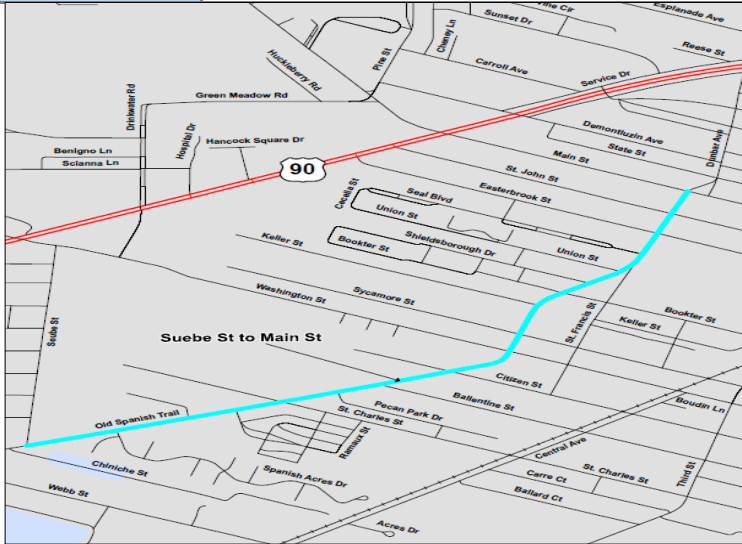 Esplanade Ave
Sunset Dr
Cheney Ln
Pine St
Reese St
Carroll Ave
Huckleberry Rd
Service Dr
Green Meadow Rd
Drinkwater Rd
Hospital Dr
Hancock Square Dr
Benigno Ln
Scianna Ln
90
Demontluzin Ave
State St
Main St
Dunbar Ave
St. John St
Easterbrook St
Cecelia St
Seal Blvd
Union St
Shieldsborough Dr
Union St
Bookter St
Keller St
Sycamore St
Washington St
St. Francis St
Bookter St
Keller St
Suebe St to Main St
Seube St
Citizen St
Ballentine St
Boudin Ln
Old Spanish Trail
Pecan Park Dr
St. Charles St
Ramaux St
Central Ave
Chiniche St
Spanish Acres Dr
Carre Ct
St. Charles St
Third St
Webb St
Ballard Ct
Acres Dr